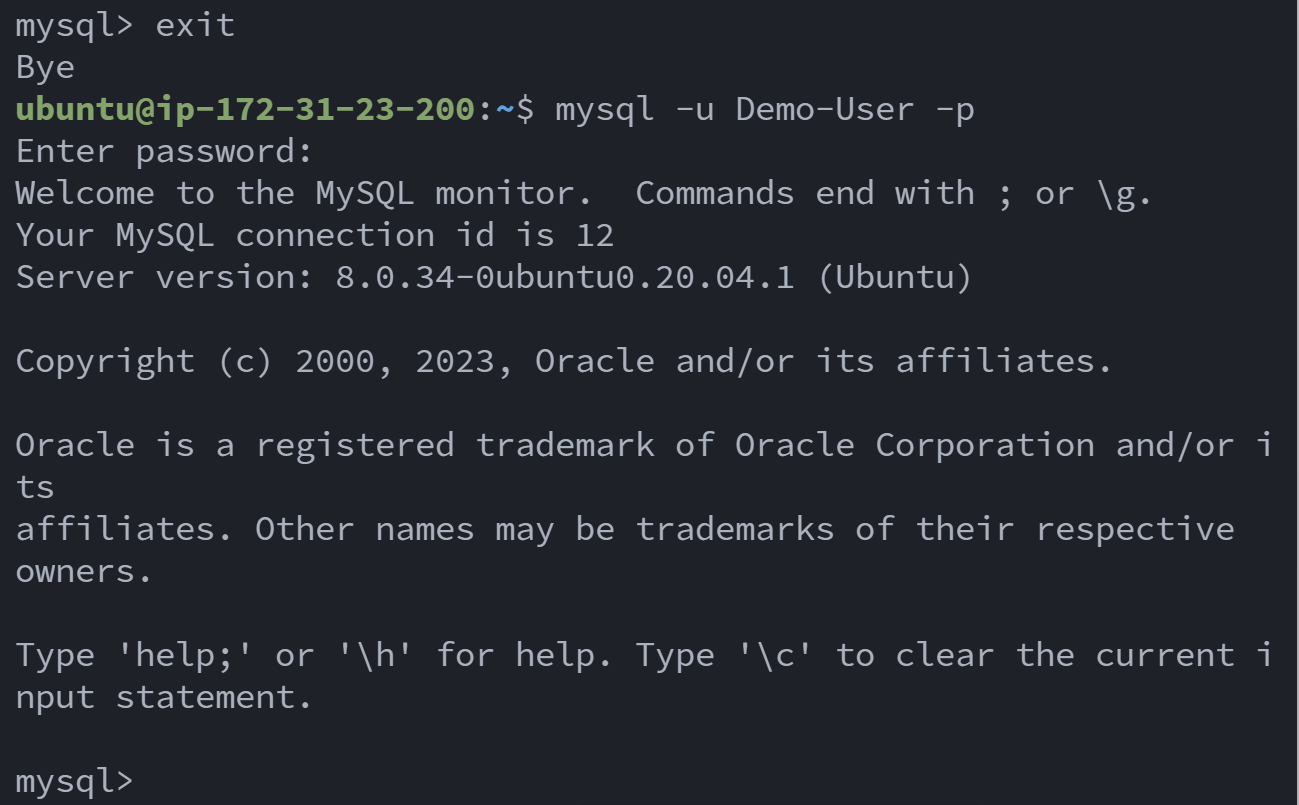 mysql> exit
Bye
ubuntu@ip-172-31-23-200:~$ mysql -u Demo-User -p
Enter password:
Welcome to the MySQL monitor.  Commands end with ; or \g.
Your MySQL connection id is 12
Server version: 8.0.34-0ubuntu0.20.04.1 (Ubuntu)

Copyright (c) 2000, 2023, Oracle and/or its affiliates.

Oracle is a registered trademark of Oracle Corporation and/or i
ts
affiliates. Other names may be trademarks of their respective
owners.

Type 'help;' or '\h' for help. Type '\c' to clear the current i
nput statement.

mysql>